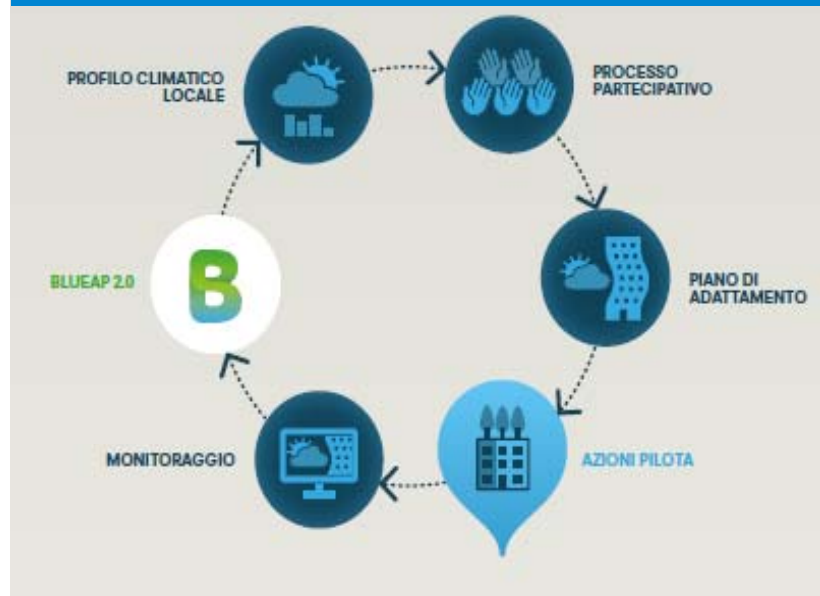 PROFILO CLIMATICO
LOCALE
PROCESSO
PARTECIPATIVO
BLUEAP 2.0
B
PIANO DI
ADATTAMENTO
MONITORAGGIO
AZIONI PILOTA